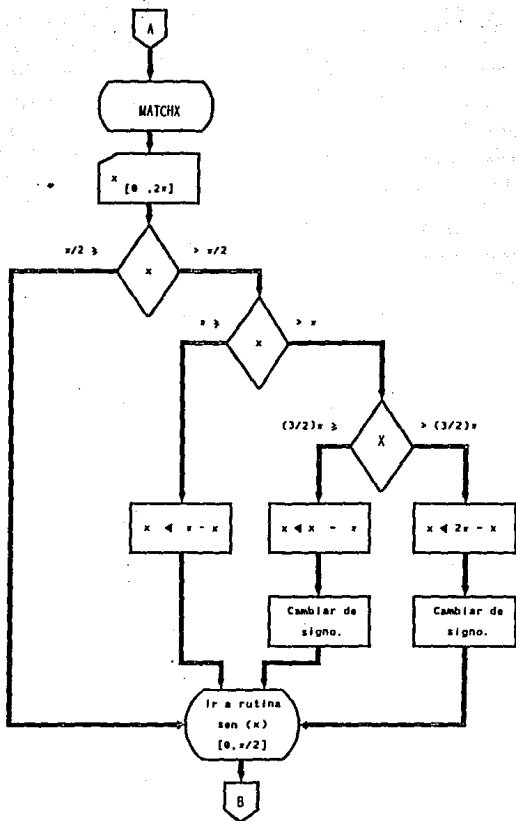 A
MATCHX
x
[0 ,2π]
π/2 ≥
x
> π/2
π ≥
x
> π
(3/2)π ≥
X
> (3/2)π
x ◄ π - x
x ◄ X - π
x ◄ 2π - x
Cambiar de
signo.
Cambiar de
signo.
Ir a rutina
sen (x)
[0,π/2]
B